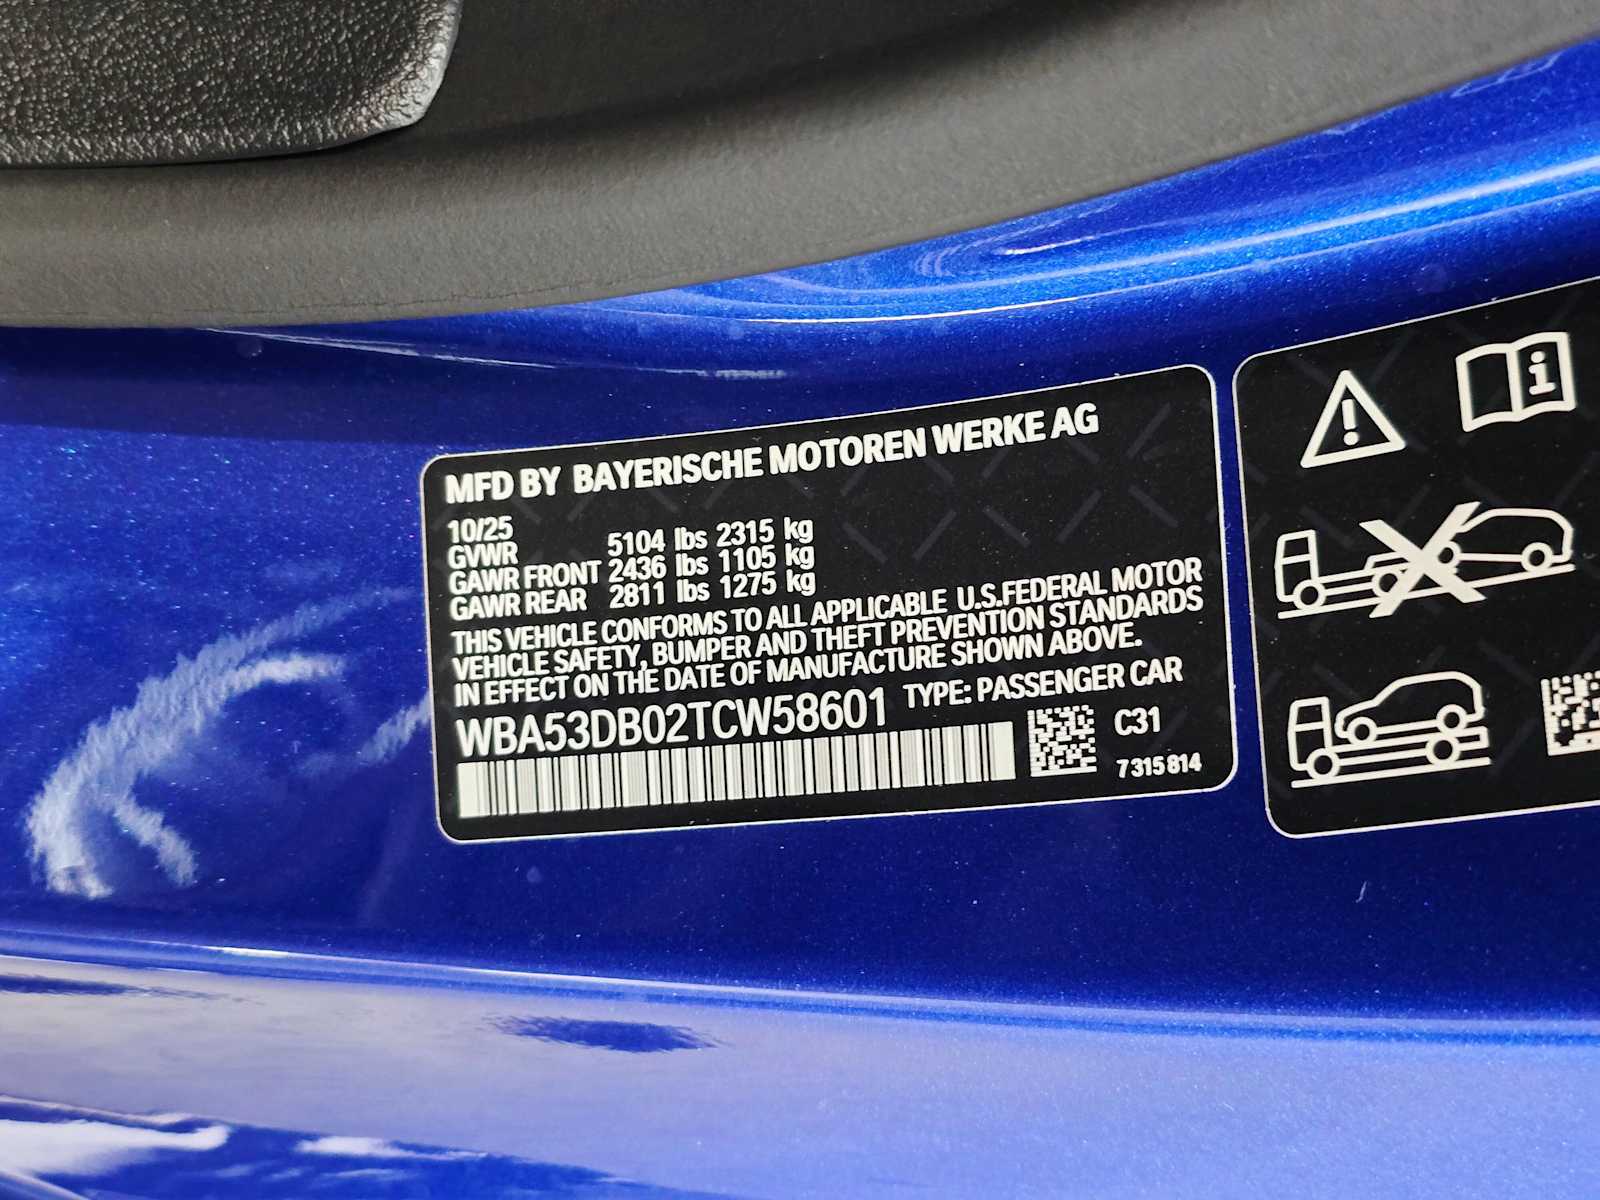 MFD BY BAYERISCHE MOTOREN WERKE AG
10/25
GVWR 5104 lbs 2315 kg
GAWR FRONT 2436 lbs 1105 kg
GAWR REAR 2811 lbs 1275 kg
THIS VEHICLE CONFORMS TO ALL APPLICABLE U.S.FEDERAL MOTOR
VEHICLE SAFETY, BUMPER AND THEFT PREVENTION STANDARDS
IN EFFECT ON THE DATE OF MANUFACTURE SHOWN ABOVE.
WBA53DB02TCW58601 TYPE: PASSENGER CAR
C31
7315814